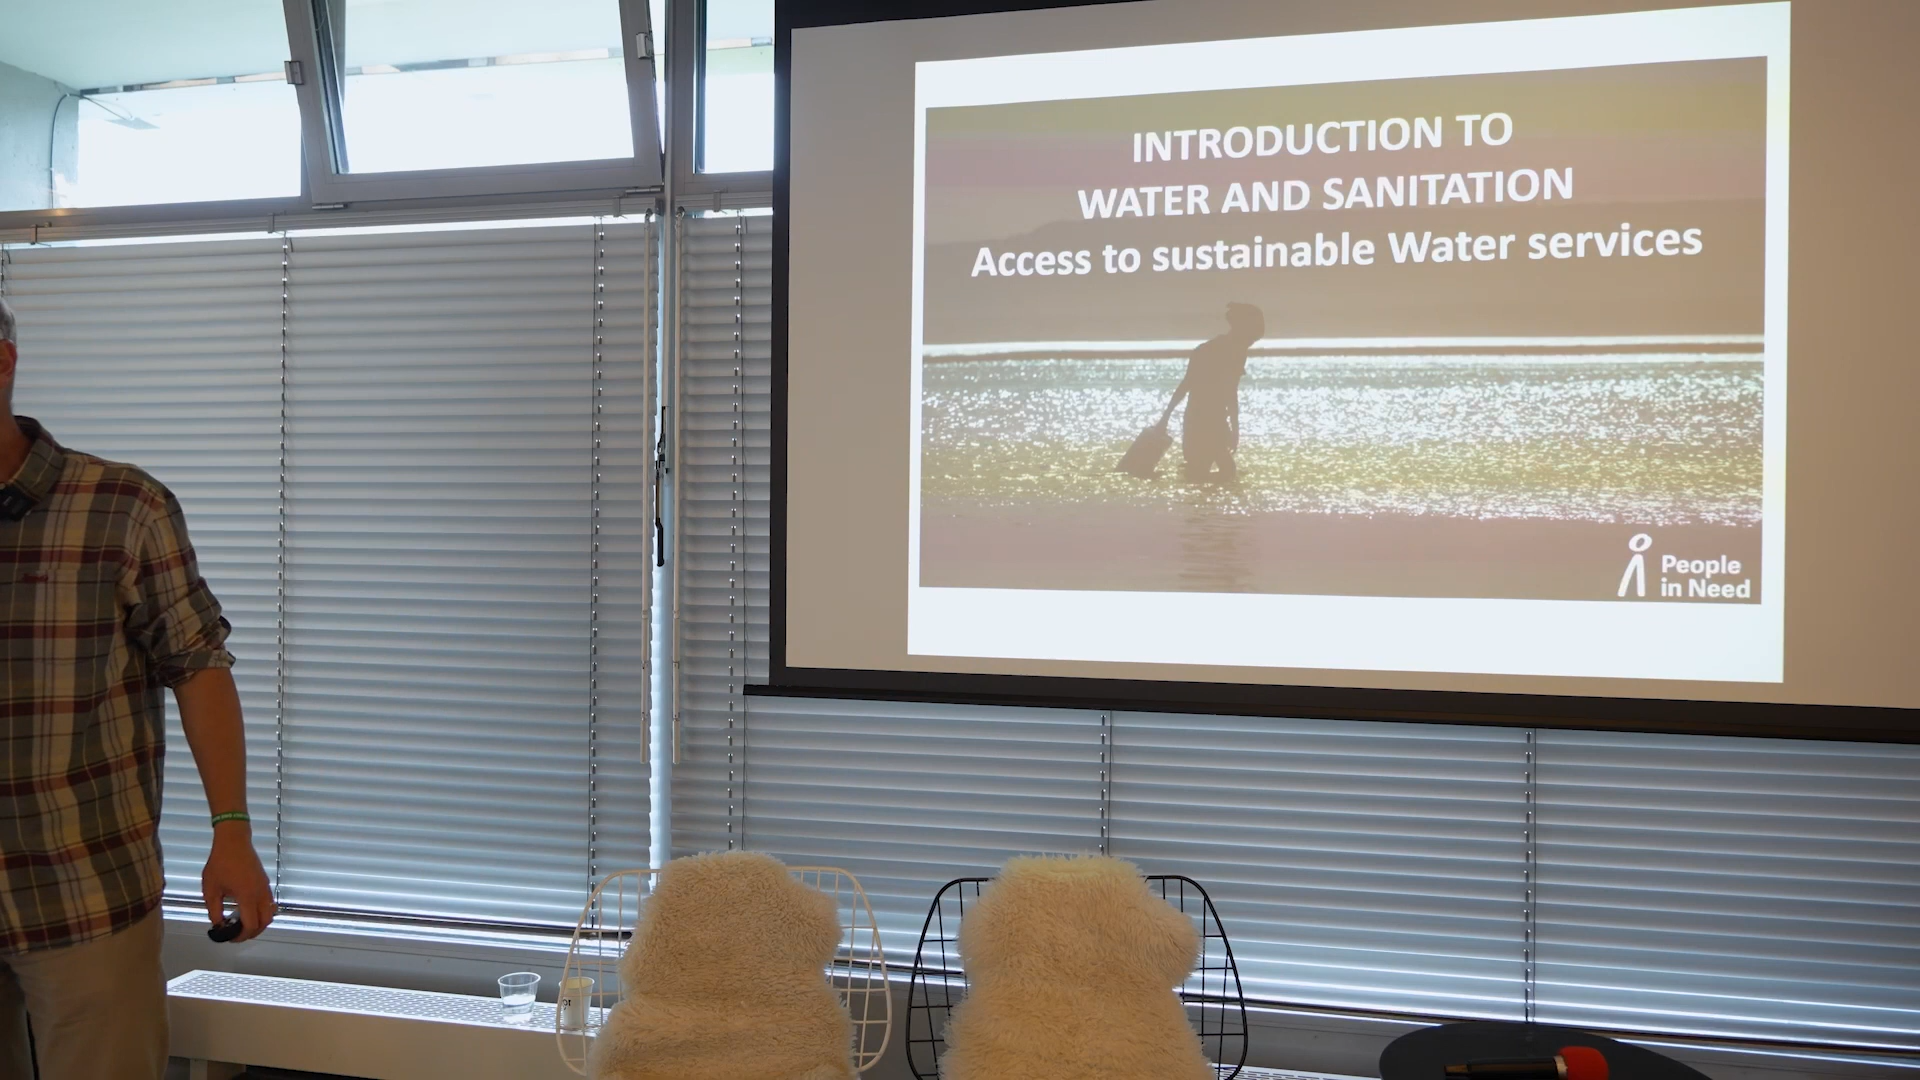 INTRODUCTION TO
WATER AND SANITATION
Access to sustainable Water services
People
in Need